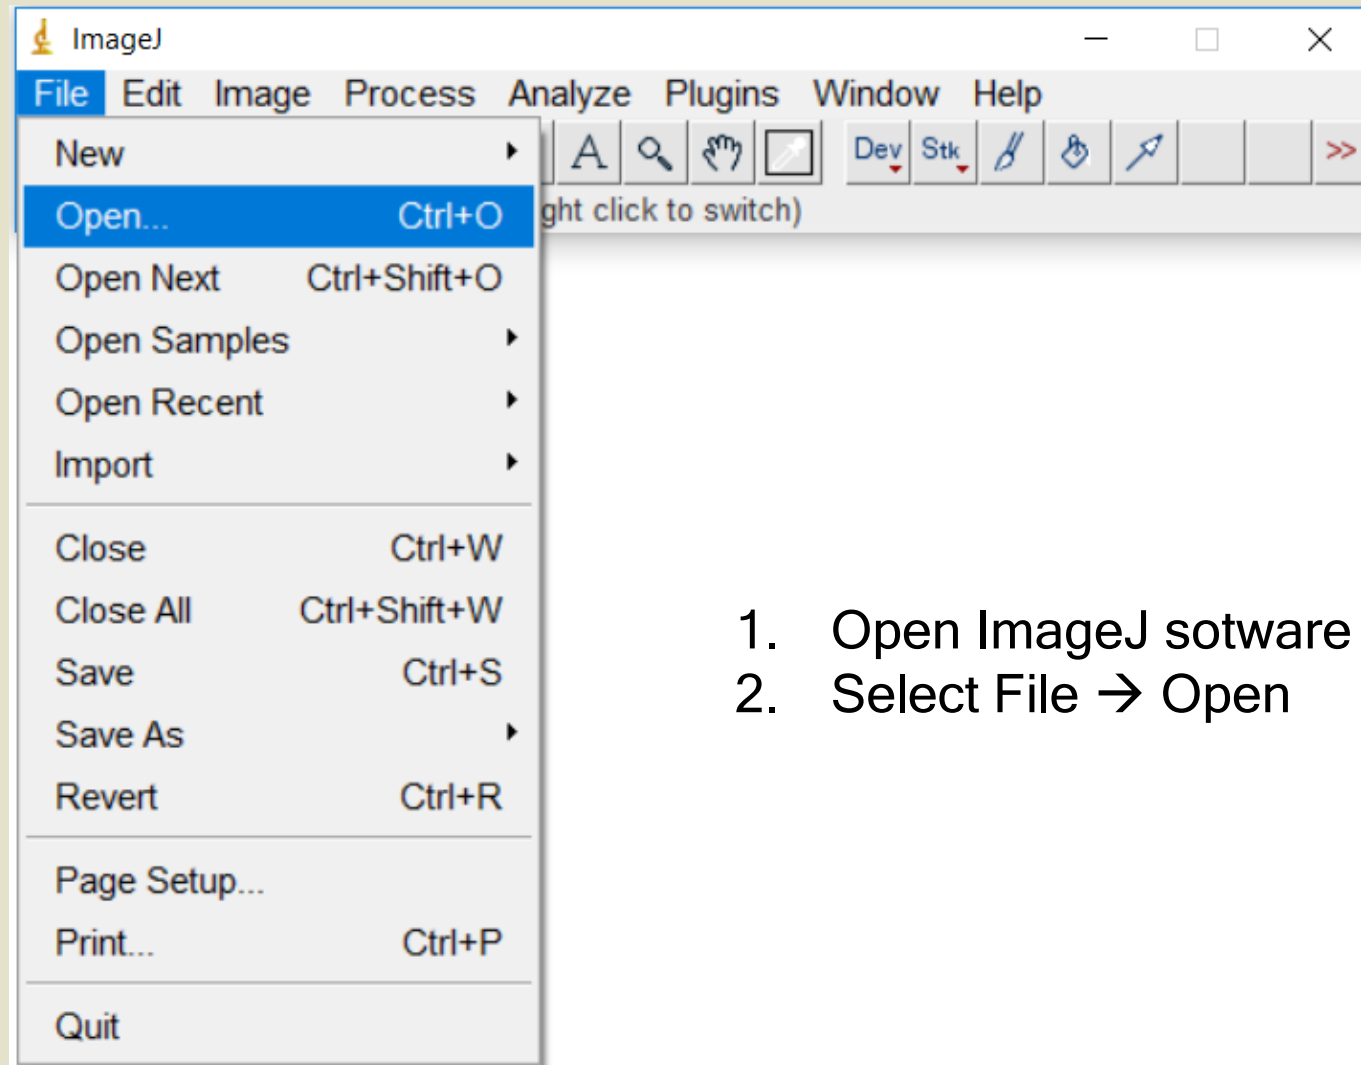 ImageJ
File Edit Image Process Analyze Plugins Window Help
A Dev Stk >>
click to switch)
New
Open... Ctrl+O
Open Next Ctrl+Shift+O
Open Samples
Open Recent
Import
Close Ctrl+W
Close All Ctrl+Shift+W
Save Ctrl+S
Save As
Revert Ctrl+R
Page Setup...
Print... Ctrl+P
Quit
1. Open ImageJ sotware
2. Select File → Open